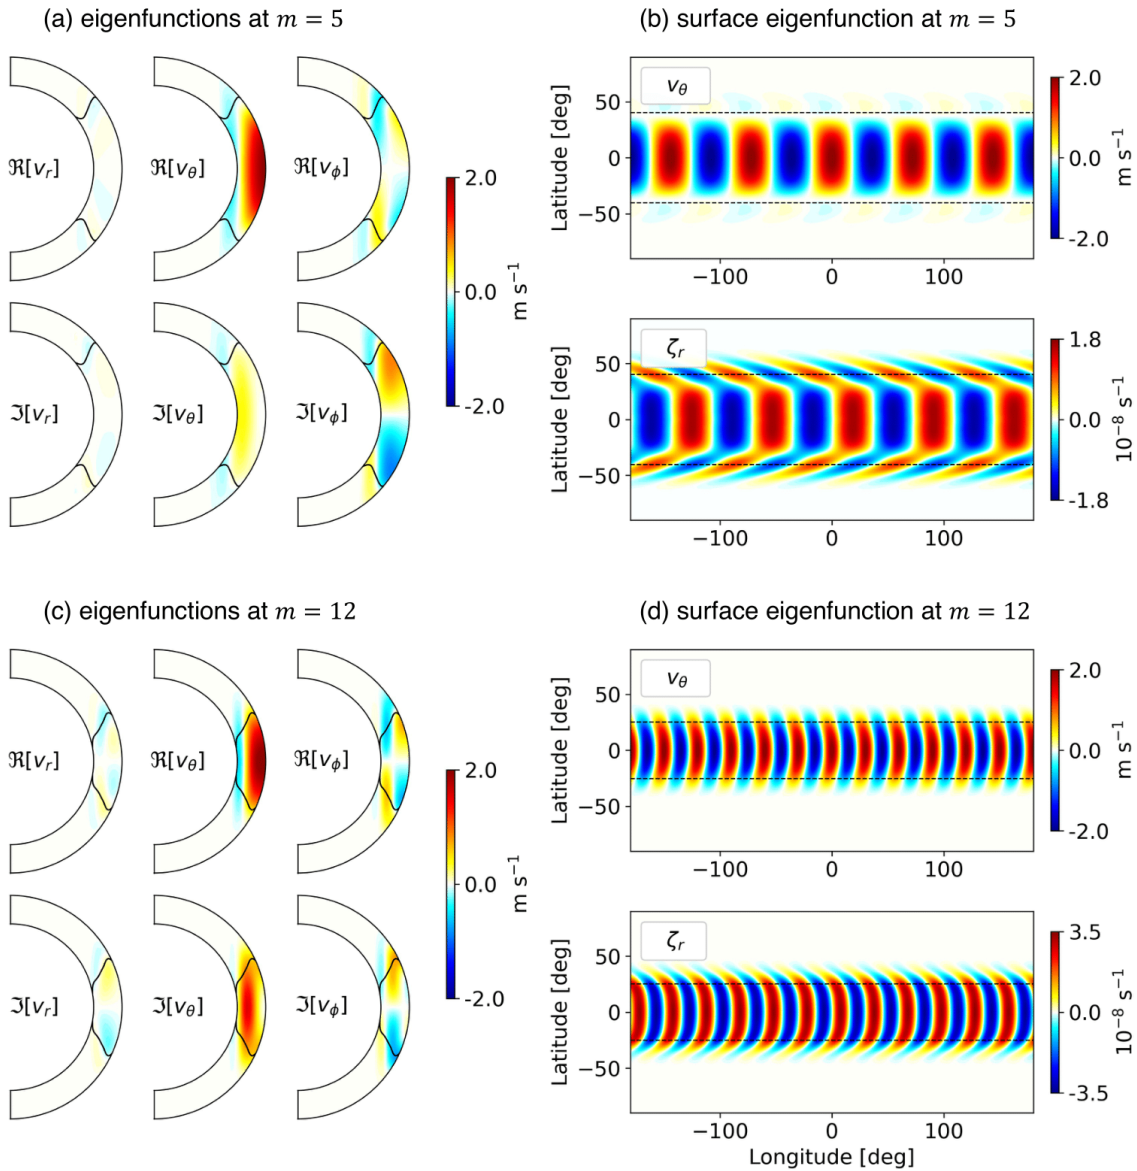 (a) eigenfunctions at m = 5
ℜ[v_r]
ℜ[v_θ]
ℜ[v_ϕ]
ℑ[v_r]
ℑ[v_θ]
ℑ[v_ϕ]
2.0
0.0
-2.0
m s⁻¹
(b) surface eigenfunction at m = 5
v_θ
Latitude [deg]
50
0
−50
−100
0
100
2.0
0.0
-2.0
m s⁻¹
ζ_r
Latitude [deg]
50
0
−50
−100
0
100
1.8
0.0
-1.8
10⁻⁸ s⁻¹
(c) eigenfunctions at m = 12
ℜ[v_r]
ℜ[v_θ]
ℜ[v_ϕ]
ℑ[v_r]
ℑ[v_θ]
ℑ[v_ϕ]
2.0
0.0
-2.0
m s⁻¹
(d) surface eigenfunction at m = 12
v_θ
Latitude [deg]
50
0
−50
−100
0
100
2.0
0.0
-2.0
m s⁻¹
ζ_r
Latitude [deg]
50
0
−50
−100
0
100
Longitude [deg]
3.5
0.0
-3.5
10⁻⁸ s⁻¹